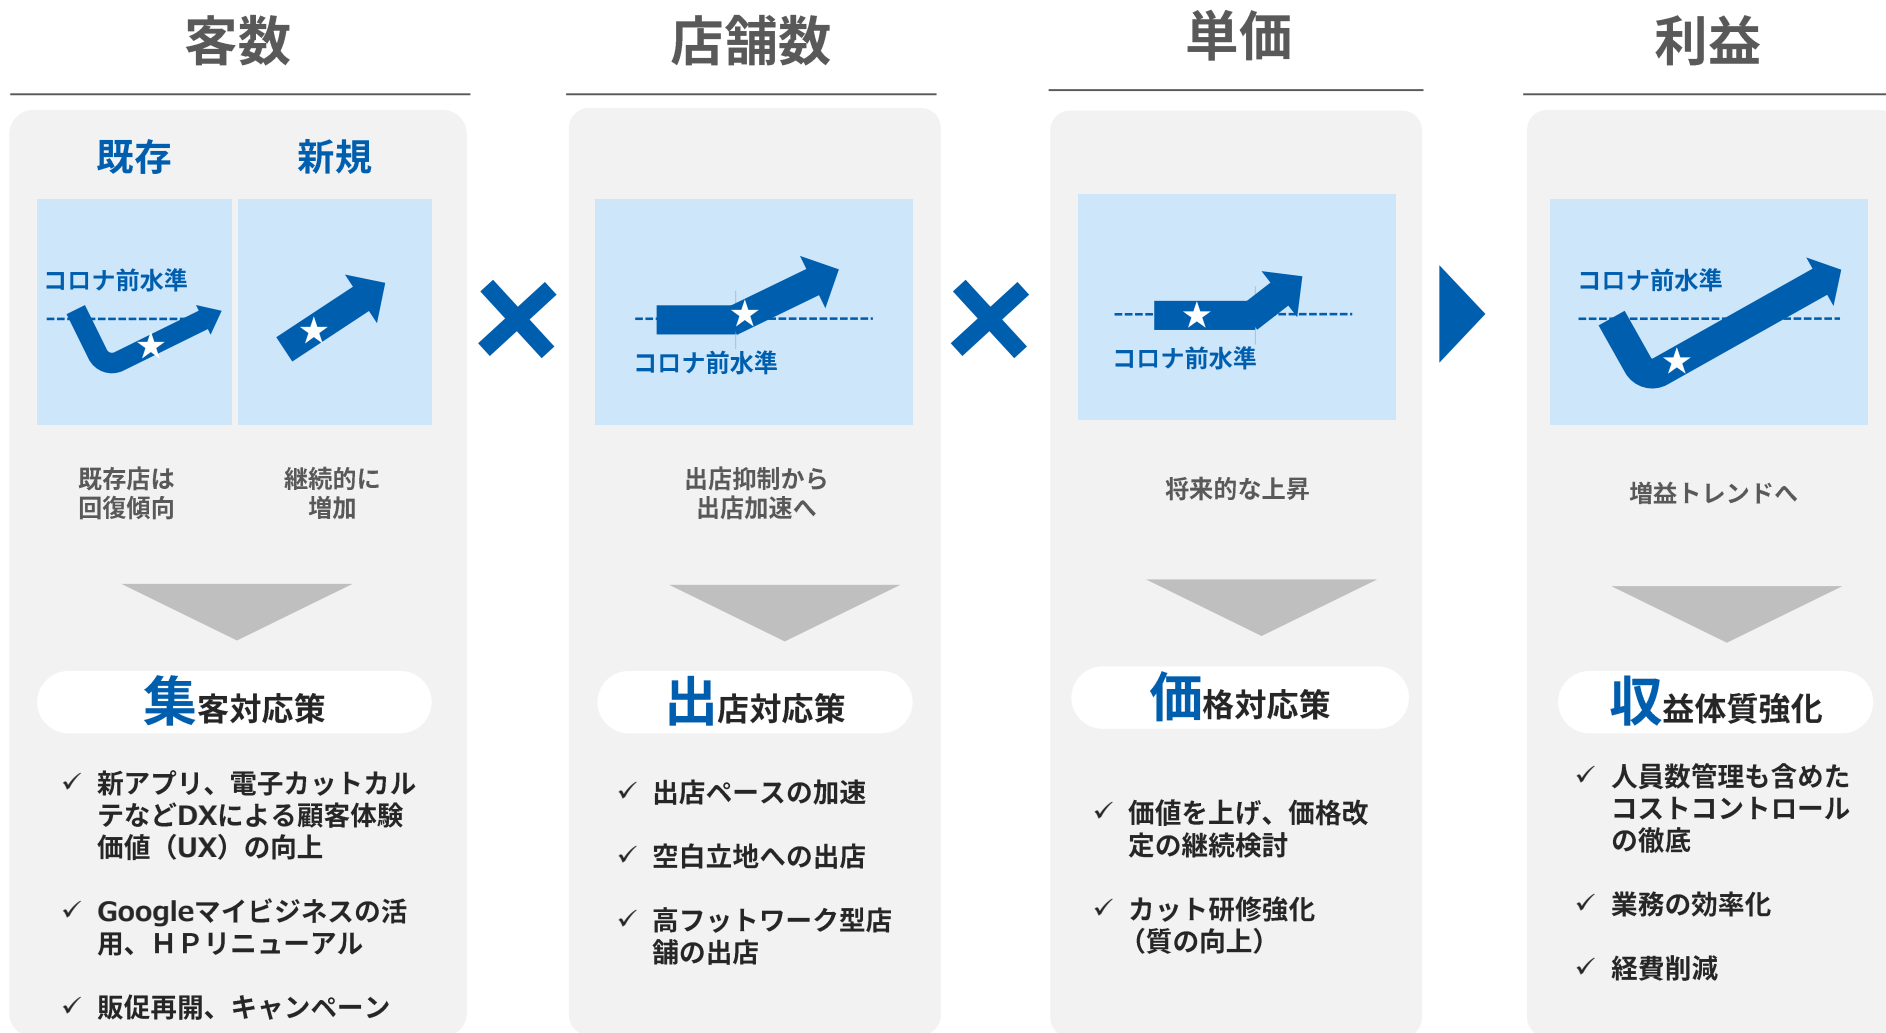 客数
既存
新規
コロナ前水準
既存店は
回復傾向
継続的に
増加
集客対応策
新アプリ、電子カットカル
テなどDXによる顧客体験
価値（UX）の向上
Googleマイビジネスの活
用、ＨＰリニューアル
販促再開、キャンペーン
店舗数
コロナ前水準
出店抑制から
出店加速へ
出店対応策
出店ペースの加速
空白立地への出店
高フットワーク型店
舗の出店
単価
コロナ前水準
将来的な上昇
価格対応策
価値を上げ、価格改
定の継続検討
カット研修強化
（質の向上）
利益
コロナ前水準
増益トレンドへ
収益体質強化
人員数管理も含めた
コストコントロール
の徹底
業務の効率化
経費削減